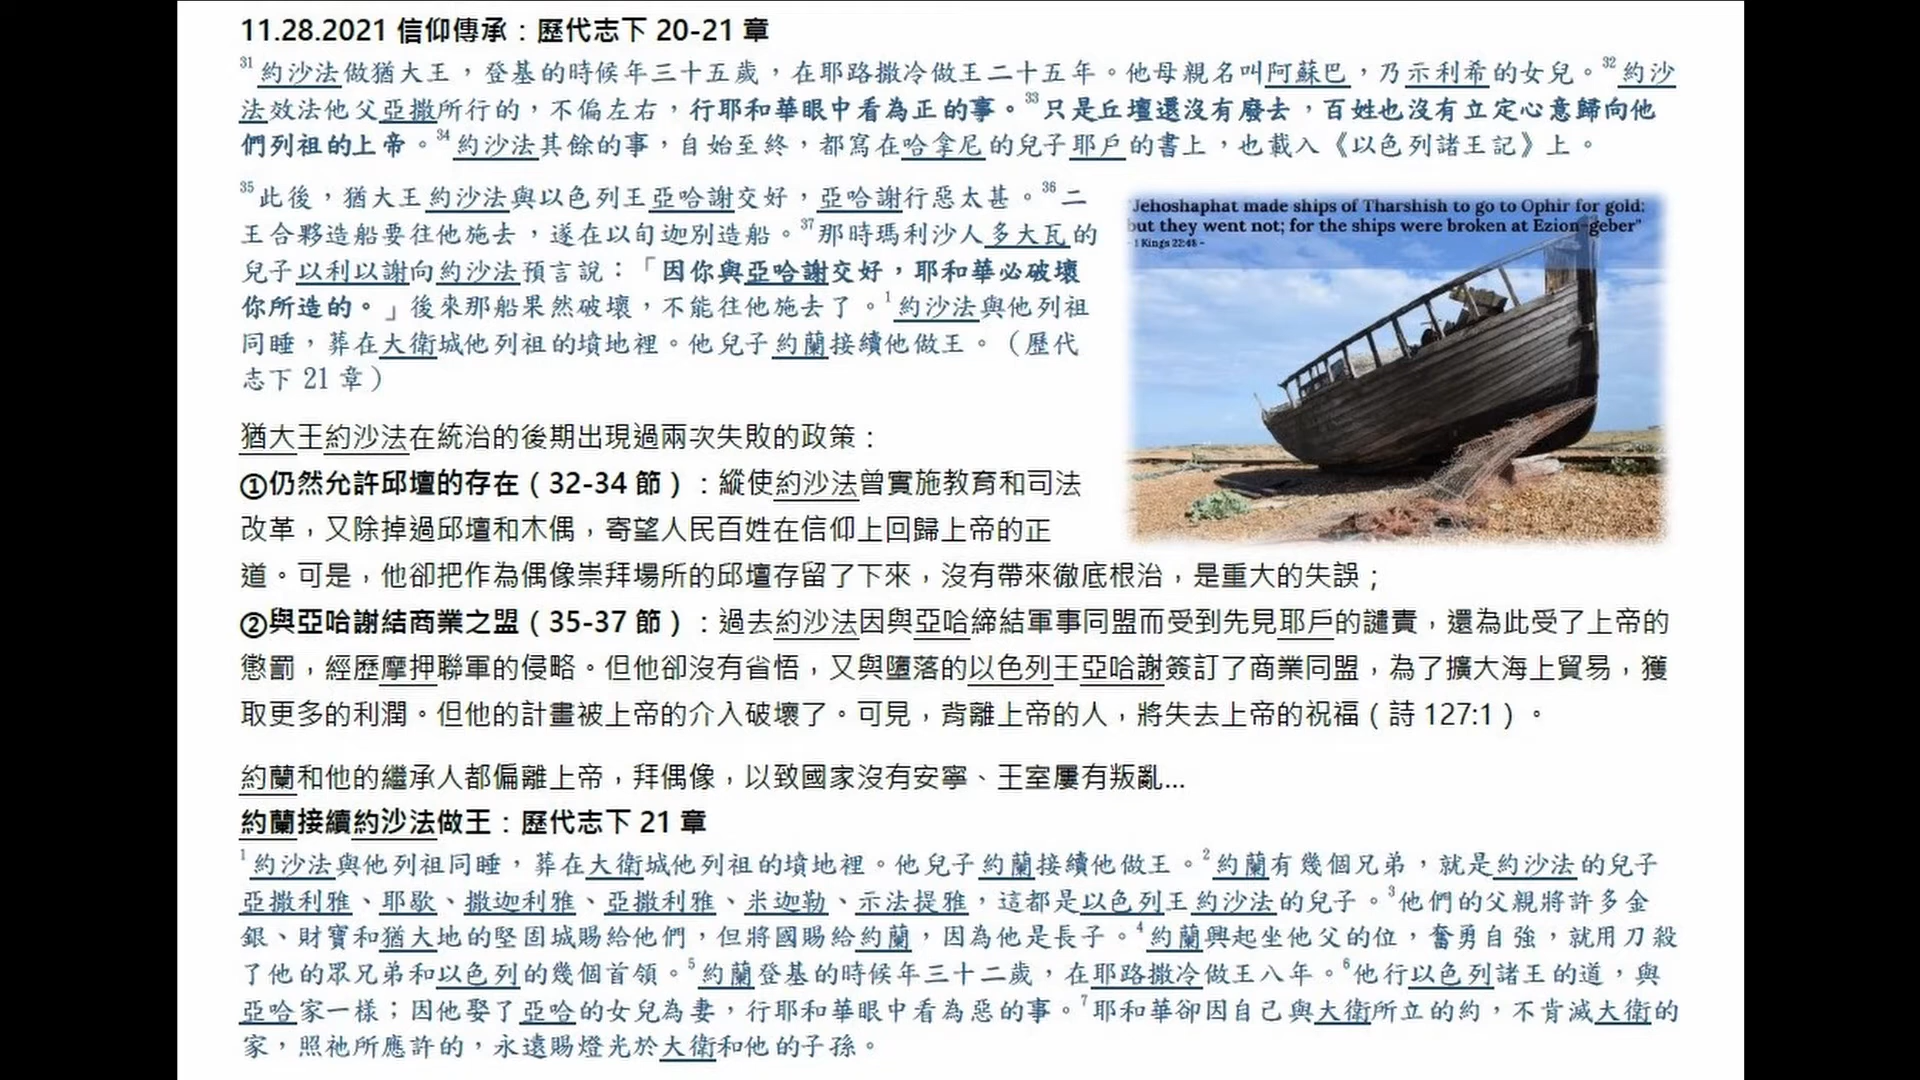 11.28.2021 信仰傳承：歷代志下 20-21 章
31 約沙法做猶大王，登基的時候年三十五歲，在耶路撒冷做王二十五年。他母親名叫阿蘇巴，乃示利希的女兒。32 約沙
法效法他父亞撒所行的，不偏左右，行耶和華眼中看為正的事。33 只是丘壇還沒有廢去，百姓也沒有立定心意歸向他
們列祖的上帝。34 約沙法其餘的事，自始至終，都寫在哈拿尼的兒子耶戶的書上，也載入《以色列諸王記》上。
35 此後，猶大王約沙法與以色列王亞哈謝交好，亞哈謝行惡太甚。36 二
王合夥造船要往他施去，遂在以旬迦別造船。37 那時瑪利沙人多大瓦的
兒子以利以謝向約沙法預言說：「因你與亞哈謝交好，耶和華必破壞
你所造的。」後來那船果然破壞，不能往他施去了。1 約沙法與他列祖
同睡，葬在大衛城他列祖的墳地裡。他兒子約蘭接續他做王。（歷代
志下 21 章）
"Jehoshaphat made ships of Tharshish to go to Ophir for gold:
but they went not; for the ships were broken at Ezion-geber"
- 1 Kings 22:48 -
猶大王約沙法在統治的後期出現過兩次失敗的政策：
①仍然允許邱壇的存在（32-34 節）：縱使約沙法曾實施教育和司法
改革，又除掉過邱壇和木偶，寄望人民百姓在信仰上回歸上帝的正
道。可是，他卻把作為偶像崇拜場所的邱壇存留了下來，沒有帶來徹底根治，是重大的失誤；
②與亞哈謝結商業之盟（35-37 節）：過去約沙法因與亞哈締結軍事同盟而受到先見耶戶的譴責，還為此受了上帝的
懲罰，經歷摩押聯軍的侵略。但他卻沒有省悟，又與墮落的以色列王亞哈謝簽訂了商業同盟，為了擴大海上貿易，獲
取更多的利潤。但他的計畫被上帝的介入破壞了。可見，背離上帝的人，將失去上帝的祝福（詩 127:1）。
約蘭和他的繼承人都偏離上帝，拜偶像，以致國家沒有安寧、王室屢有叛亂...
約蘭接續約沙法做王：歷代志下 21 章
1 約沙法與他列祖同睡，葬在大衛城他列祖的墳地裡。他兒子約蘭接續他做王。2 約蘭有幾個兄弟，就是約沙法的兒子
亞撒利雅、耶歇、撒迦利雅、亞撒利雅、米迦勒、示法提雅，這都是以色列王約沙法的兒子。3 他們的父親將許多金
銀、財寶和猶大地的堅固城賜給他們，但將國賜給約蘭，因為他是長子。4 約蘭興起坐他父的位，奮勇自強，就用刀殺
了他的眾兄弟和以色列的幾個首領。5 約蘭登基的時候年三十二歲，在耶路撒冷做王八年。6 他行以色列諸王的道，與
亞哈家一樣；因他娶了亞哈的女兒為妻，行耶和華眼中看為惡的事。7 耶和華卻因自己與大衛所立的約，不肯滅大衛的
家，照祂所應許的，永遠賜燈光於大衛和他的子孫。